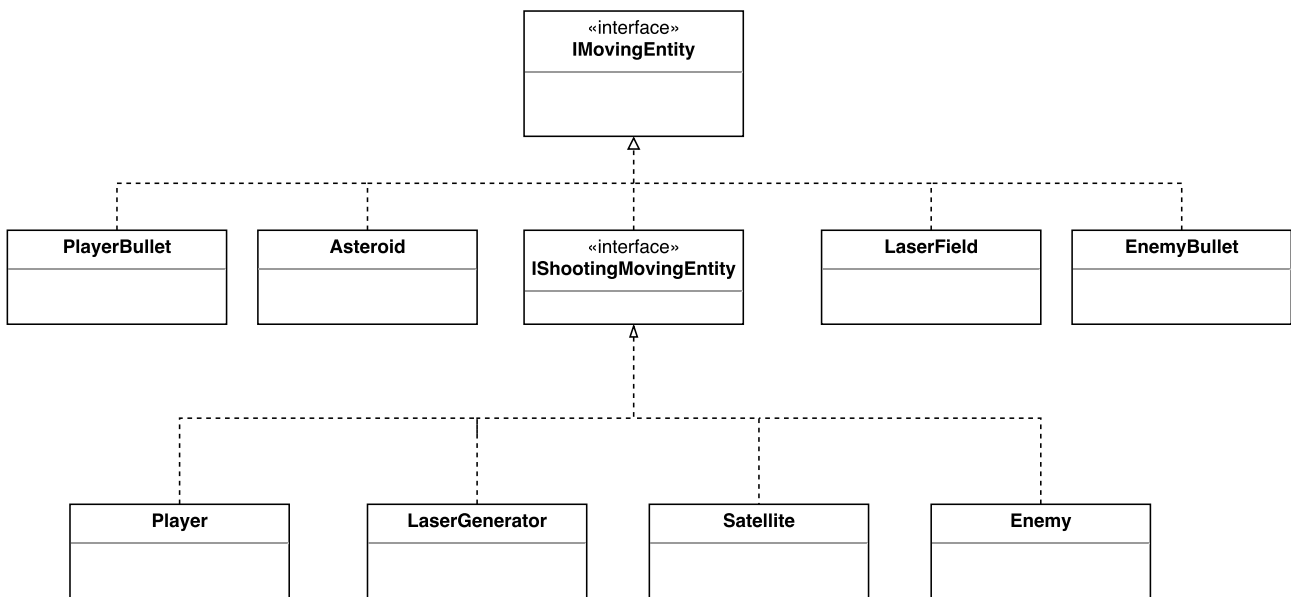 «interface»
IMovingEntity
PlayerBullet
Asteroid
«interface»
IShootingMovingEntity
LaserField
EnemyBullet
Player
LaserGenerator
Satellite
Enemy